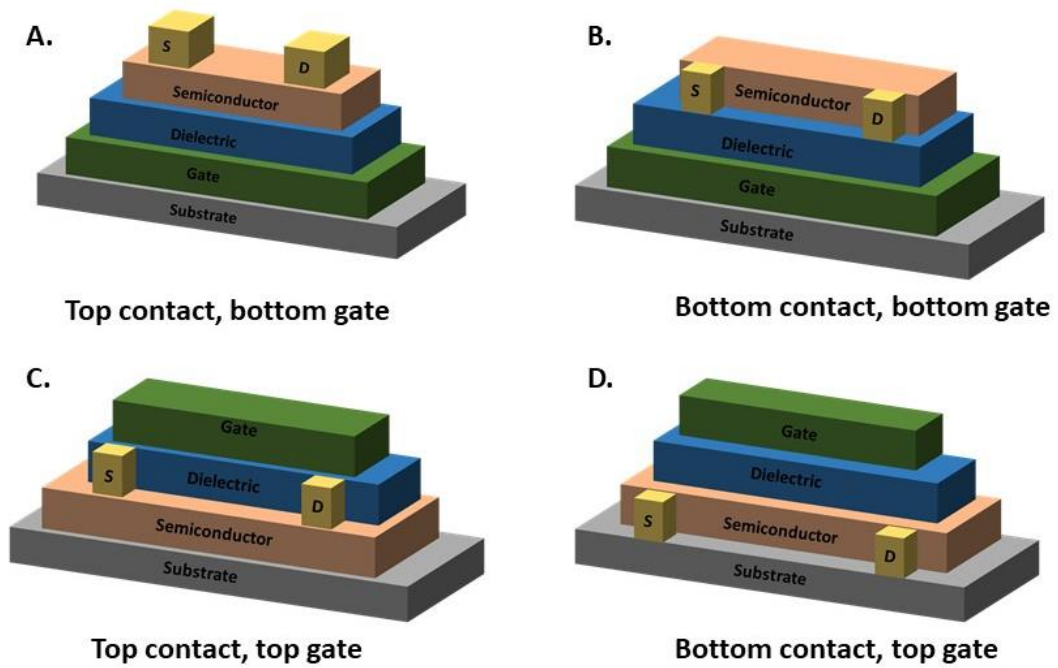 A.
S
D
Semiconductor
Dielectric
Gate
Substrate
Top contact, bottom gate
B.
S
Semiconductor
D
Dielectric
Gate
Substrate
Bottom contact, bottom gate
C.
Gate
S
Dielectric
D
Semiconductor
Substrate
Top contact, top gate
D.
Gate
Dielectric
S
Semiconductor
D
Substrate
Bottom contact, top gate